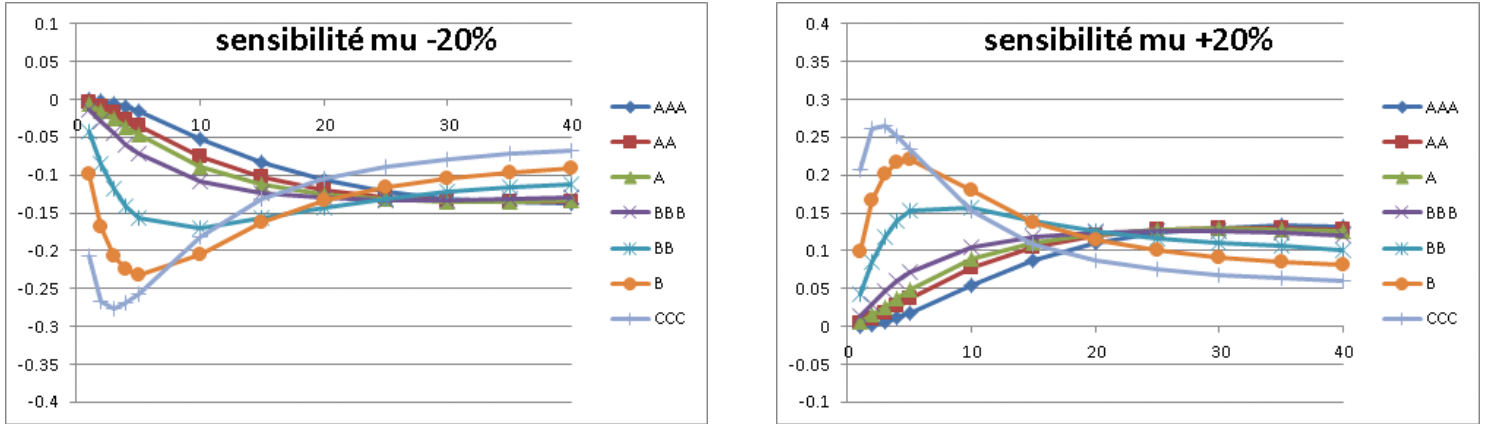 sensibilité mu -20%
0.1
0.05
0
-0.05
-0.1
-0.15
-0.2
-0.25
-0.3
-0.35
-0.4
0 10 20 30 40
AAA
AA
A
BBB
BB
B
CCC
sensibilité mu +20%
0.4
0.35
0.3
0.25
0.2
0.15
0.1
0.05
0
-0.05
-0.1
0 10 20 30 40
AAA
AA
A
BBB
BB
B
CCC